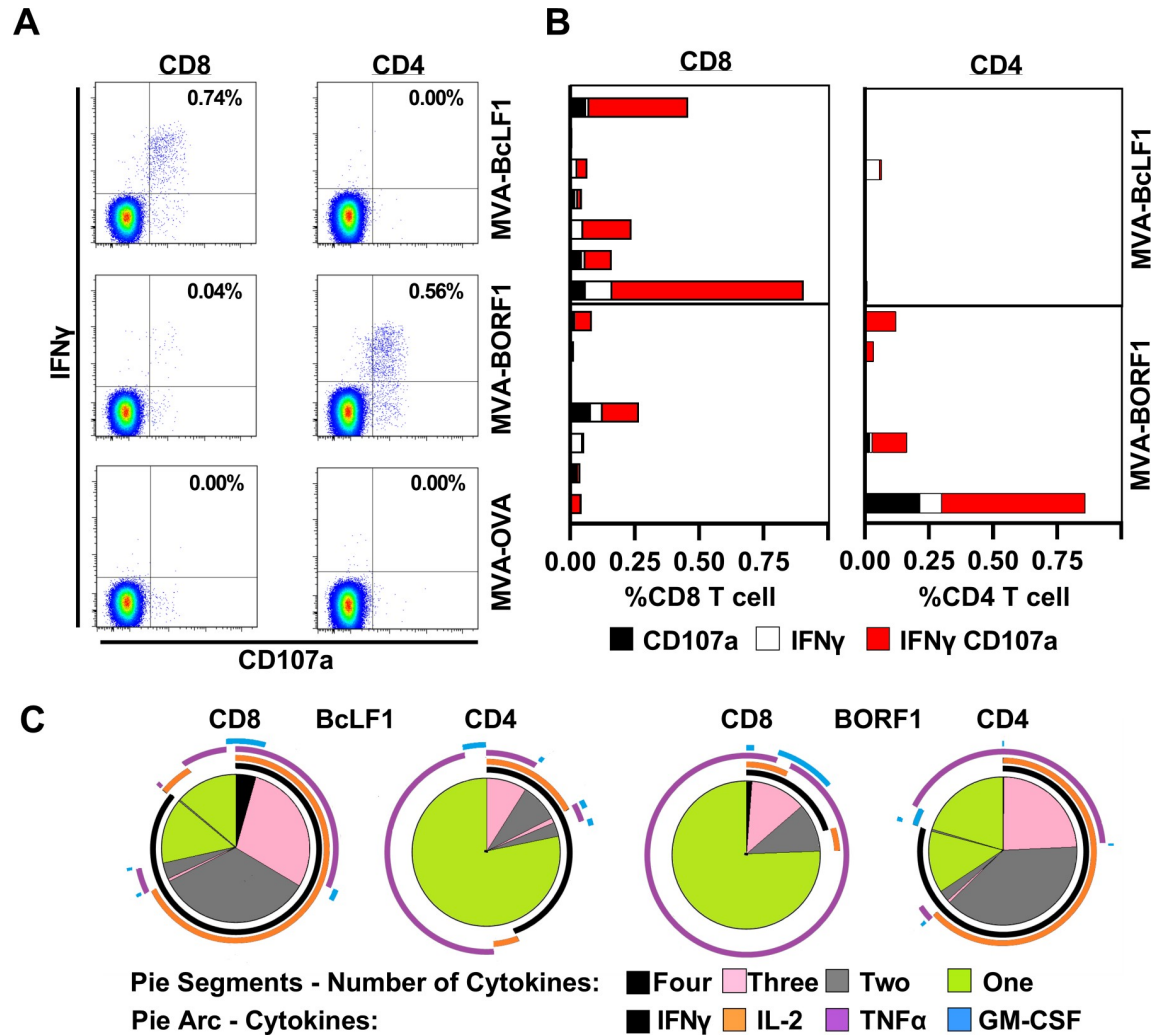 A
CD8
CD4
0.74%
0.00%
MVA-BcLF1
0.04%
0.56%
MVA-BORF1
0.00%
0.00%
MVA-OVA
IFNγ
CD107a
B
CD8
CD4
MVA-BcLF1
MVA-BORF1
0.00 0.25 0.50 0.75
0.00 0.25 0.50 0.75
%CD8 T cell
%CD4 T cell
CD107a IFNγ IFNγ CD107a
C
CD8 BcLF1 CD4
CD8 BORF1 CD4
Pie Segments - Number of Cytokines: Four Three Two One
Pie Arc - Cytokines: IFNγ IL-2 TNFα GM-CSF